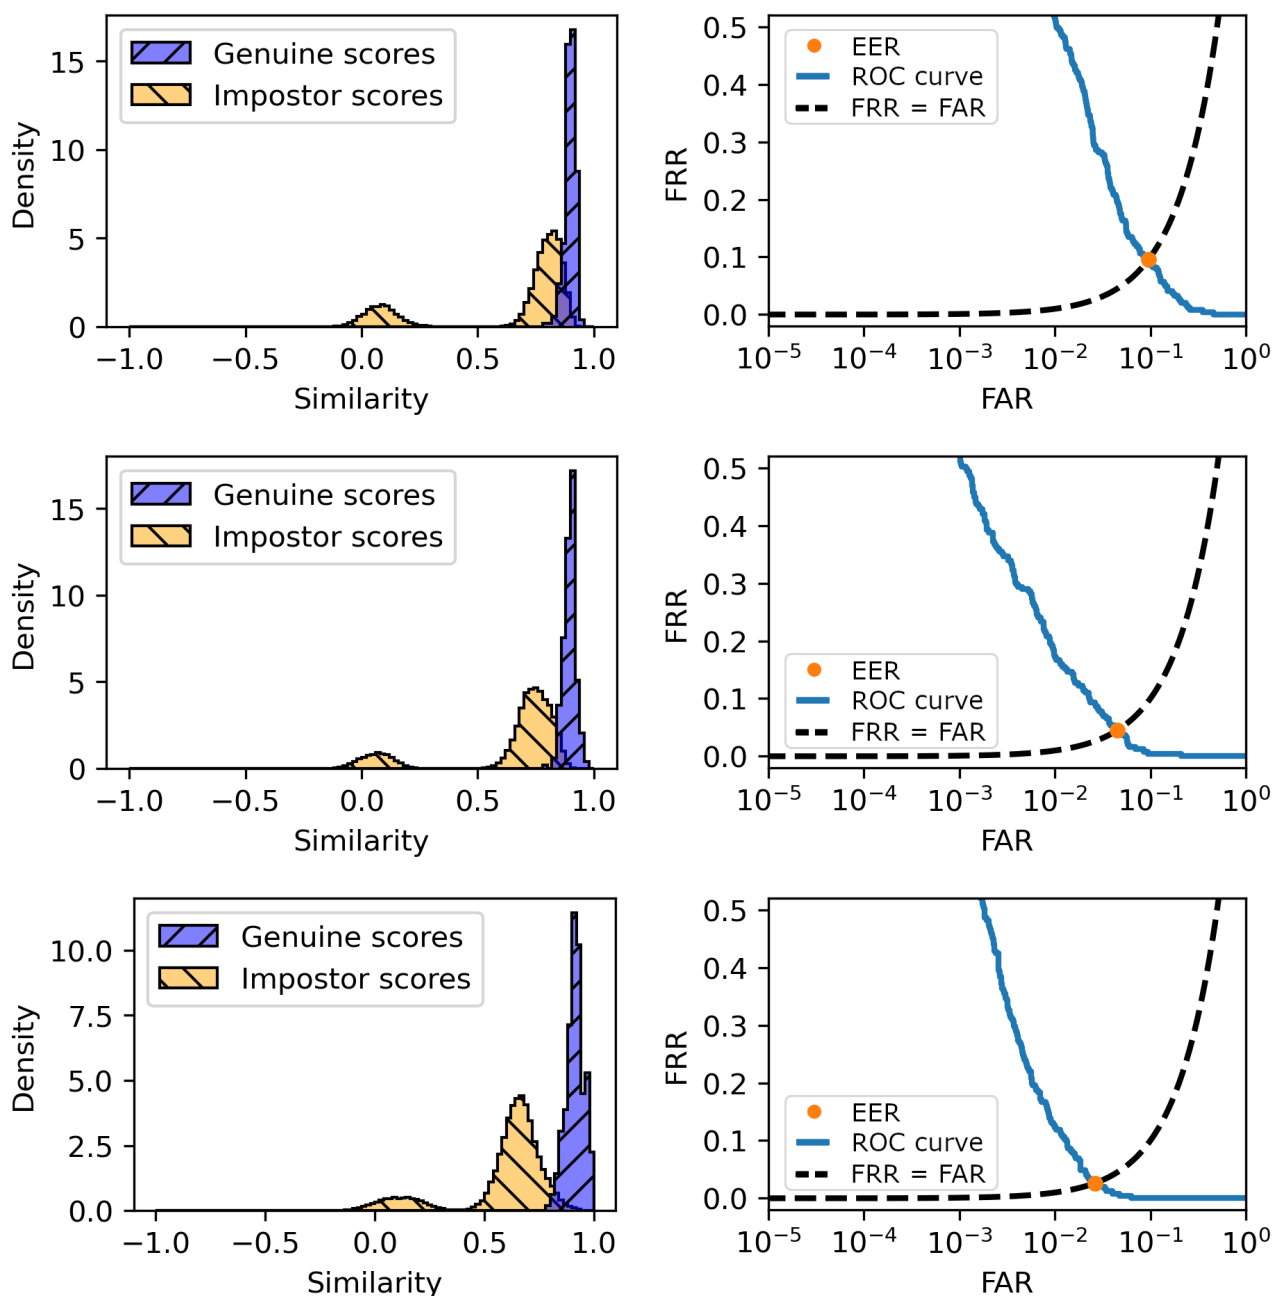 Genuine scores
Impostor scores
15
10
5
0
Density
−1.0 −0.5 0.0 0.5 1.0
Similarity
EER
ROC curve
FRR = FAR
0.5
0.4
0.3
0.2
0.1
0.0
FRR
10⁻⁵ 10⁻⁴ 10⁻³ 10⁻² 10⁻¹ 10⁰
FAR
Genuine scores
Impostor scores
15
10
5
0
Density
−1.0 −0.5 0.0 0.5 1.0
Similarity
0.5
0.4
0.3
0.2
0.1
0.0
FRR
EER
ROC curve
FRR = FAR
10⁻⁵ 10⁻⁴ 10⁻³ 10⁻² 10⁻¹ 10⁰
FAR
Genuine scores
Impostor scores
10.0
7.5
5.0
2.5
0.0
Density
−1.0 −0.5 0.0 0.5 1.0
Similarity
0.5
0.4
0.3
0.2
0.1
0.0
FRR
EER
ROC curve
FRR = FAR
10⁻⁵ 10⁻⁴ 10⁻³ 10⁻² 10⁻¹ 10⁰
FAR